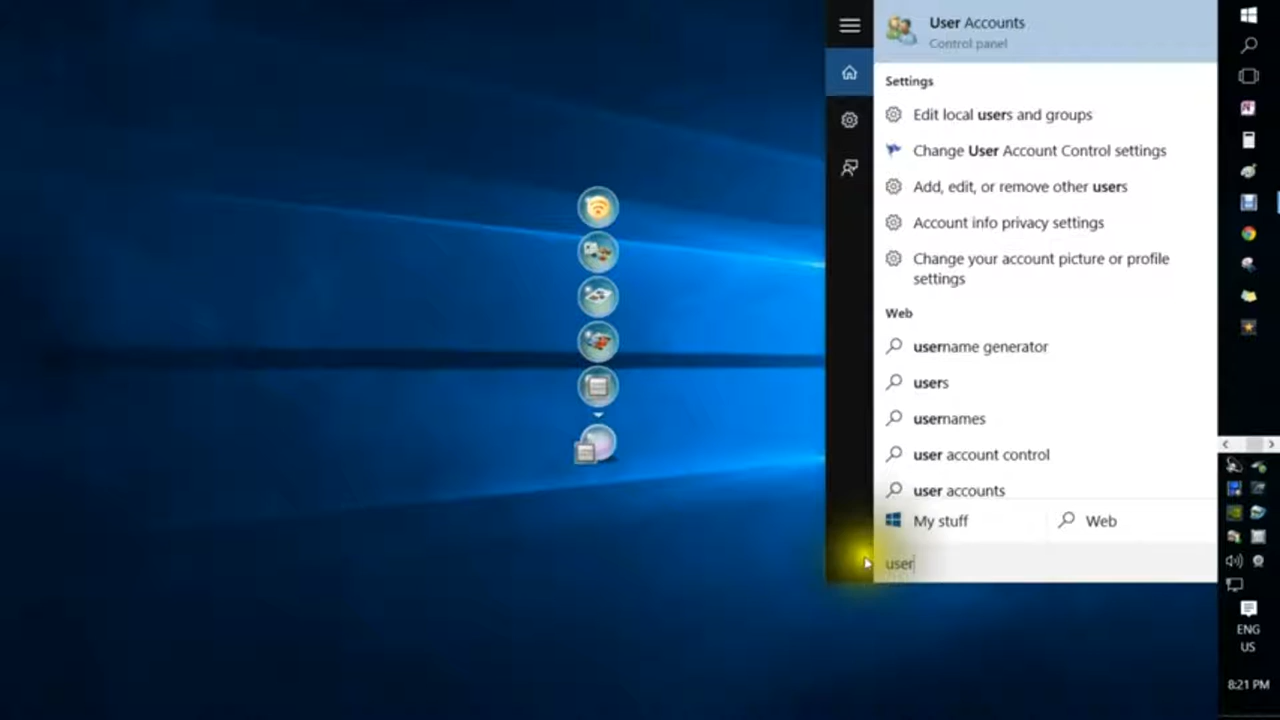 User Accounts
Control panel
Settings
Edit local users and groups
Change User Account Control settings
Add, edit, or remove other users
Account info privacy settings
Change your account picture or profile
settings
Web
username generator
users
usernames
user account control
user accounts
My stuff
Web
user
ENG
US
8:21 PM